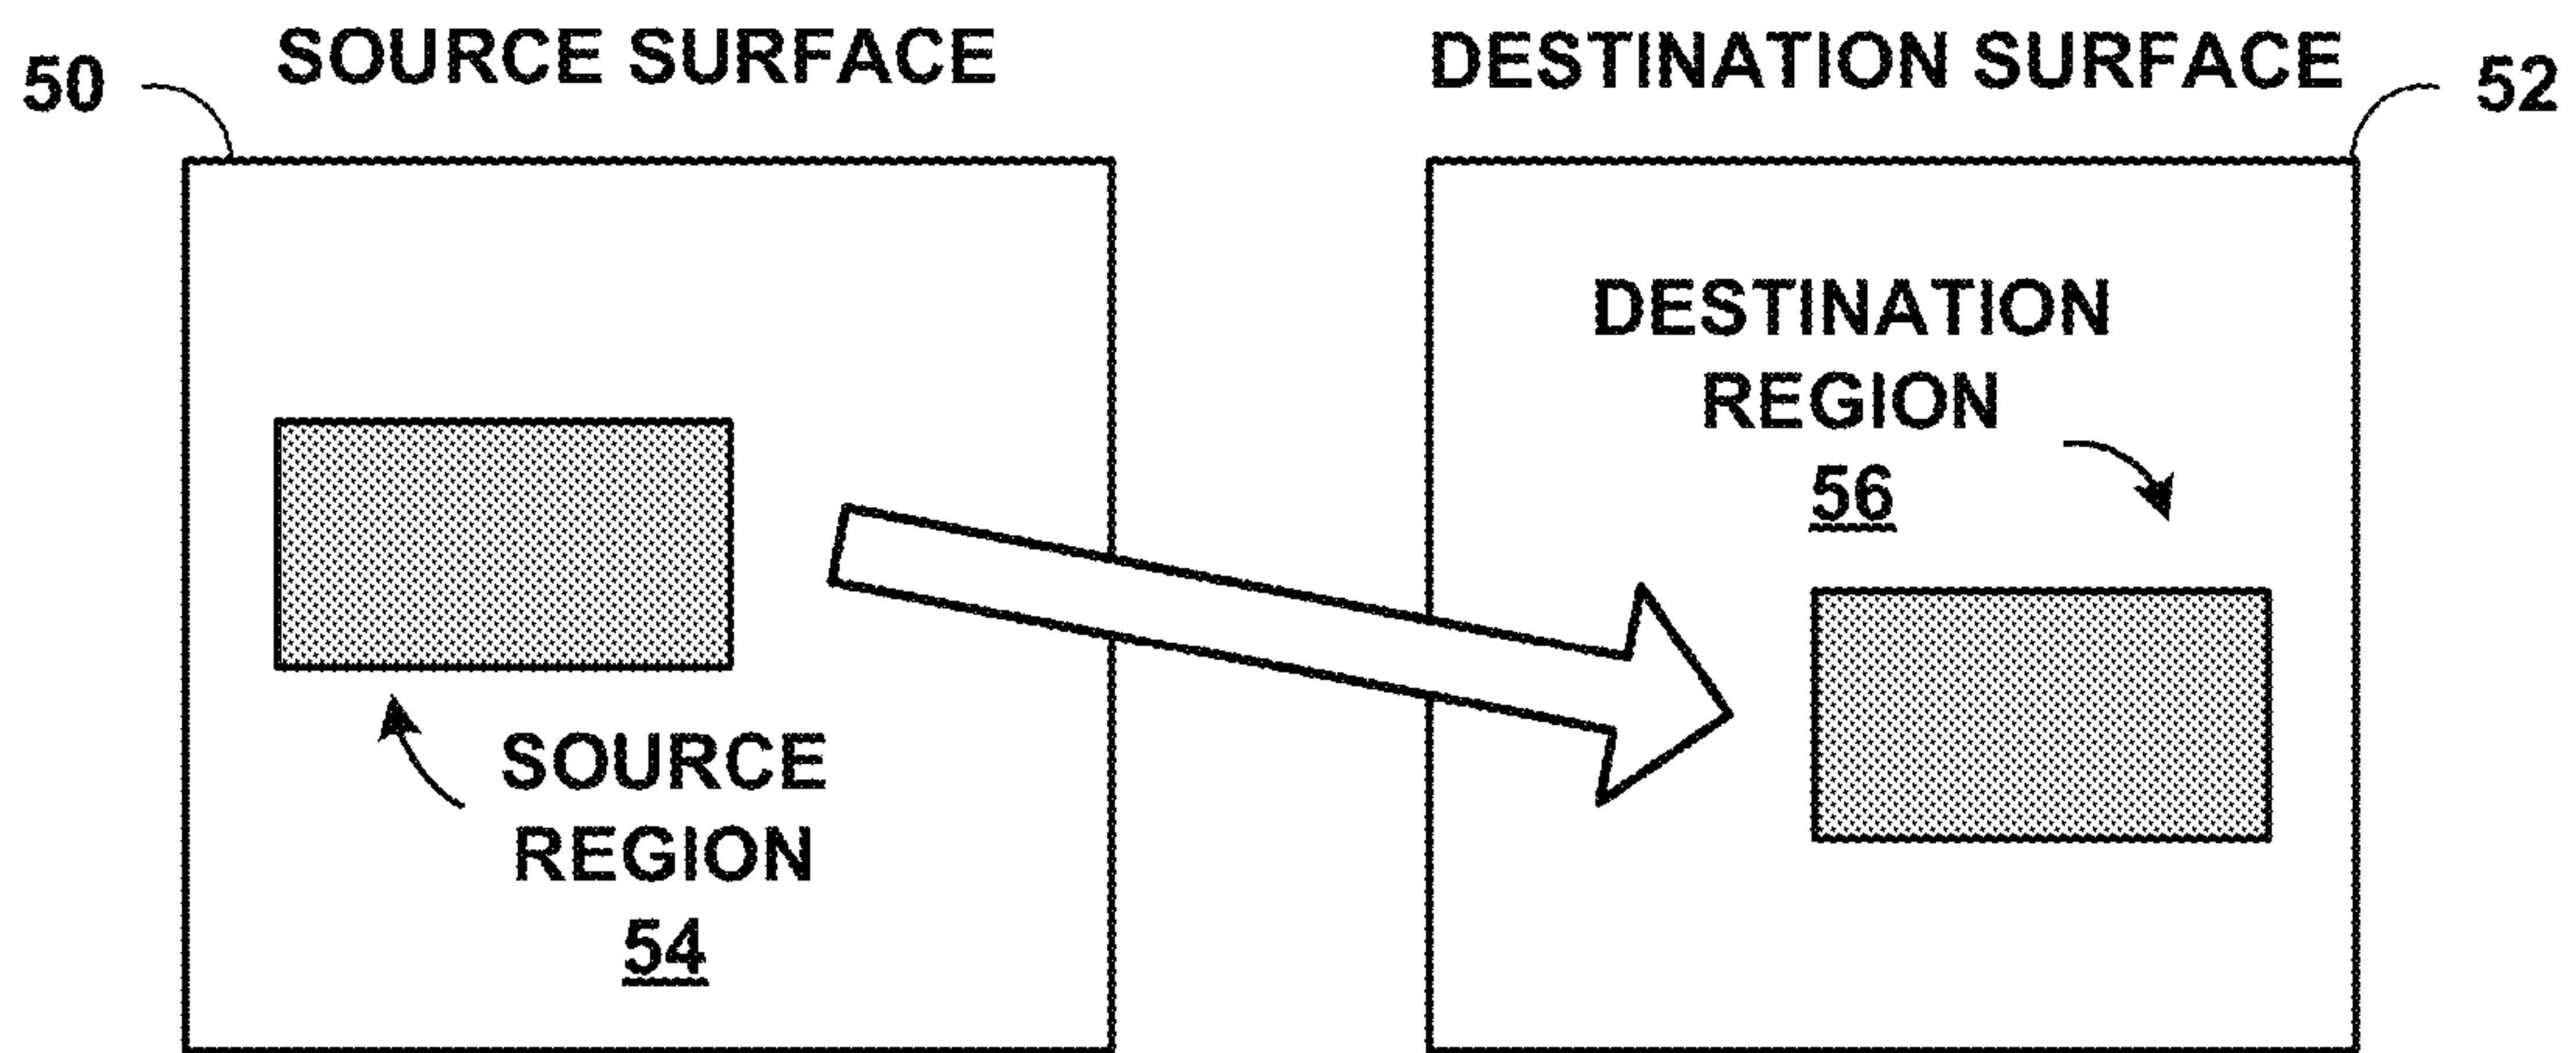 50
SOURCE SURFACE
DESTINATION SURFACE
52
DESTINATION
REGION
56
SOURCE
REGION
54